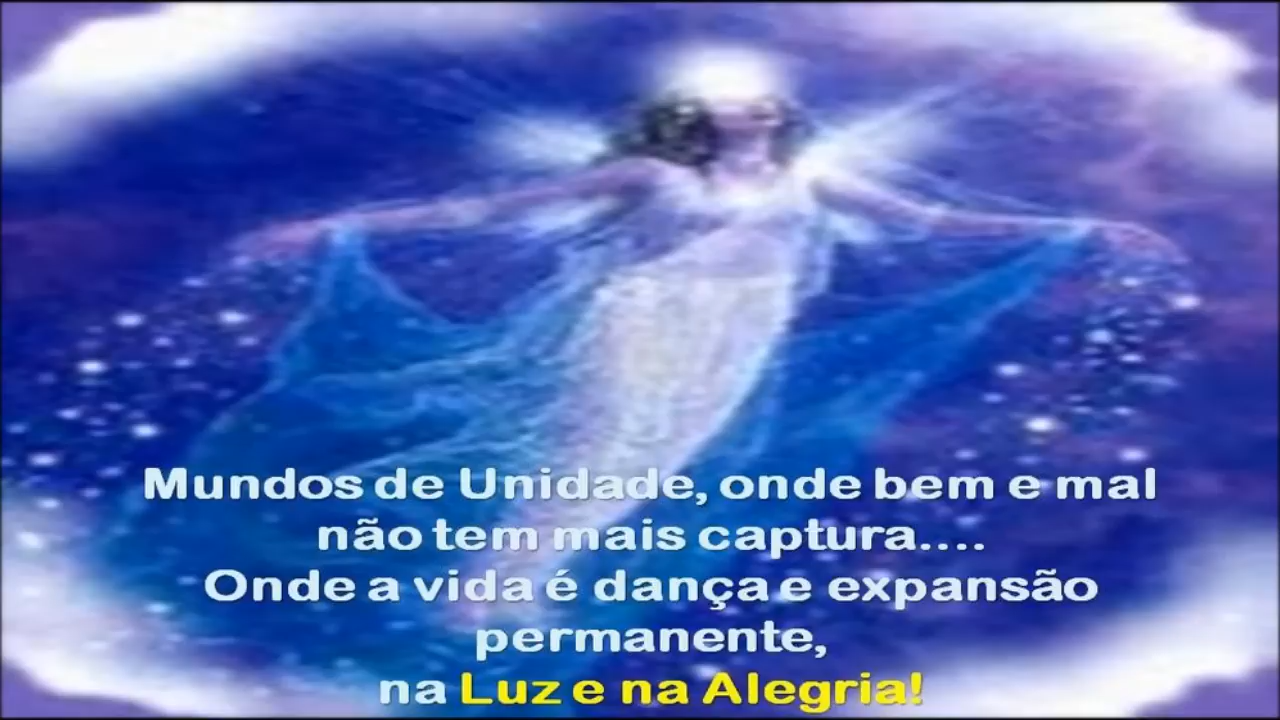 Mundos de Unidade, onde bem e mal
não tem mais captura....
Onde a vida é dança e expansão
permanente,
na Luz e na Alegria!